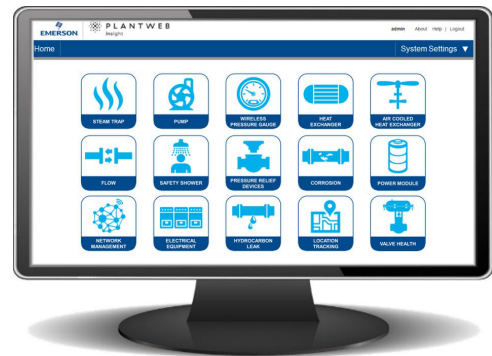 EMERSON
PLANTWEB
Insight
admin About Help | Logout
Home
System Settings ▼
STEAM TRAP
PUMP
WIRELESS
PRESSURE GAUGE
HEAT
EXCHANGER
AIR COOLED
HEAT EXCHANGER
FLOW
SAFETY SHOWER
PRESSURE RELIEF
DEVICES
CORROSION
POWER MODULE
NETWORK
MANAGEMENT
ELECTRICAL
EQUIPMENT
HYDROCARBON
LEAK
LOCATION
TRACKING
VALVE HEALTH